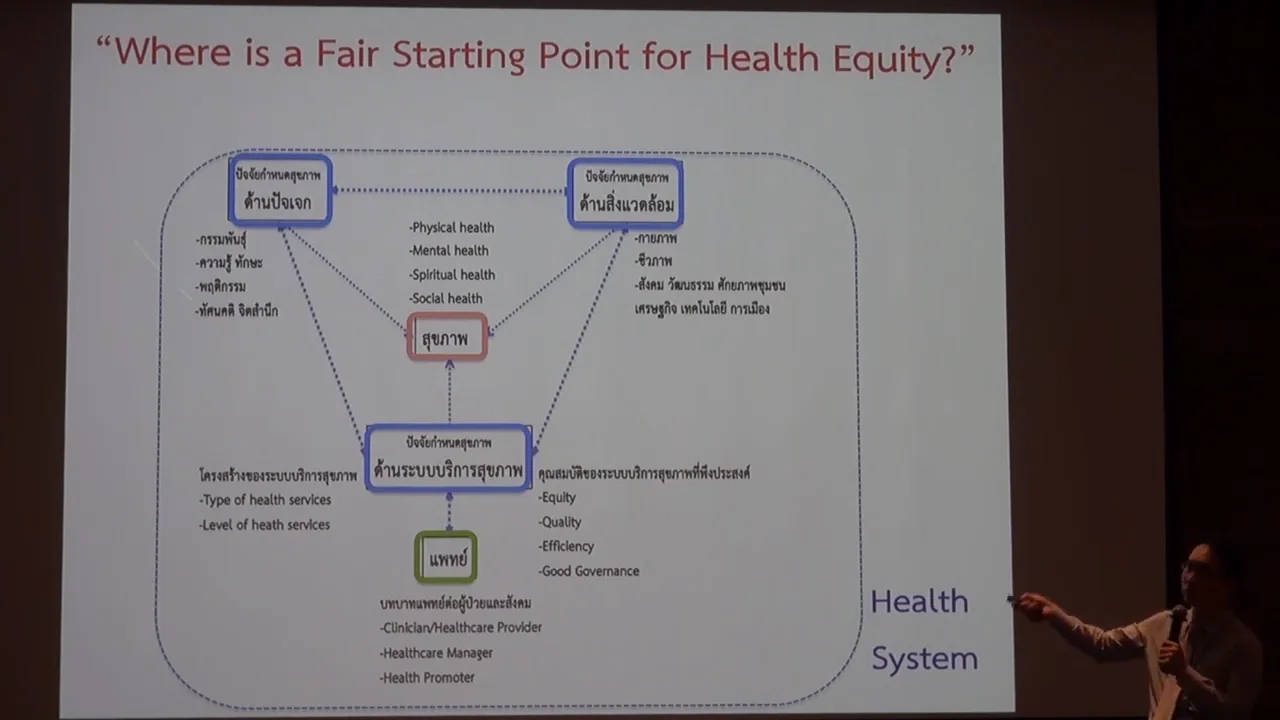 “Where is a Fair Starting Point for Health Equity?”
ปัจจัยกำหนดสุขภาพ
ด้านปัจเจก
-กรรมพันธุ์
-ความรู้ ทักษะ
-พฤติกรรม
-ทัศนคติ จิตสำนึก
ปัจจัยกำหนดสุขภาพ
ด้านสิ่งแวดล้อม
-กายภาพ
-ชีวภาพ
-สังคม วัฒนธรรม ศักยภาพชุมชน
เศรษฐกิจ เทคโนโลยี การเมือง
-Physical health
-Mental health
-Spiritual health
-Social health
สุขภาพ
ปัจจัยกำหนดสุขภาพ
ด้านระบบบริการสุขภาพ
โครงสร้างของระบบบริการสุขภาพ
-Type of health services
-Level of heath services
คุณสมบัติของระบบบริการสุขภาพที่พึงประสงค์
-Equity
-Quality
-Efficiency
-Good Governance
แพทย์
บทบาทแพทย์ต่อผู้ป่วยและสังคม
-Clinician/Healthcare Provider
-Healthcare Manager
-Health Promoter
Health
System